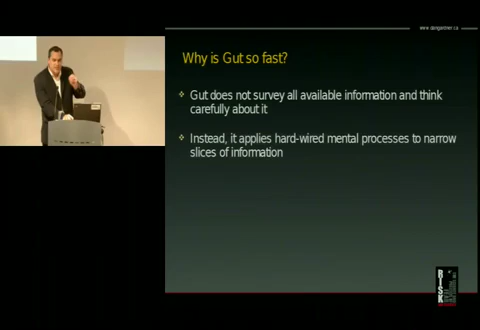 www.dangardner.ca
Why is Gut so fast?
Gut does not survey all available information and think
carefully about it
Instead, it applies hard-wired mental processes to narrow
slices of information
RISK